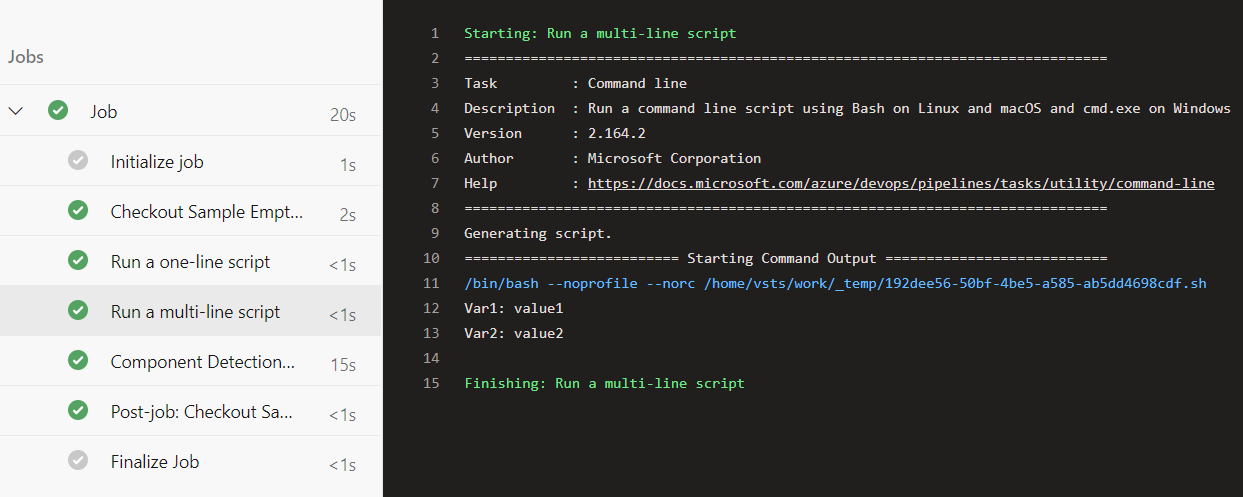 Jobs
Job 20s
Initialize job 1s
Checkout Sample Empt... 2s
Run a one-line script <1s
Run a multi-line script <1s
Component Detection... 15s
Post-job: Checkout Sa... <1s
Finalize Job <1s
1 Starting: Run a multi-line script
2 ==============================================================================
3 Task         : Command line
4 Description  : Run a command line script using Bash on Linux and macOS and cmd.exe on Windows
5 Version      : 2.164.2
6 Author       : Microsoft Corporation
7 Help         : https://docs.microsoft.com/azure/devops/pipelines/tasks/utility/command-line
8 ==============================================================================
9 Generating script.
10 ========================== Starting Command Output ===========================
11 /bin/bash --noprofile --norc /home/vsts/work/_temp/192dee56-50bf-4be5-a585-ab5dd4698cdf.sh
12 Var1: value1
13 Var2: value2
14
15 Finishing: Run a multi-line script